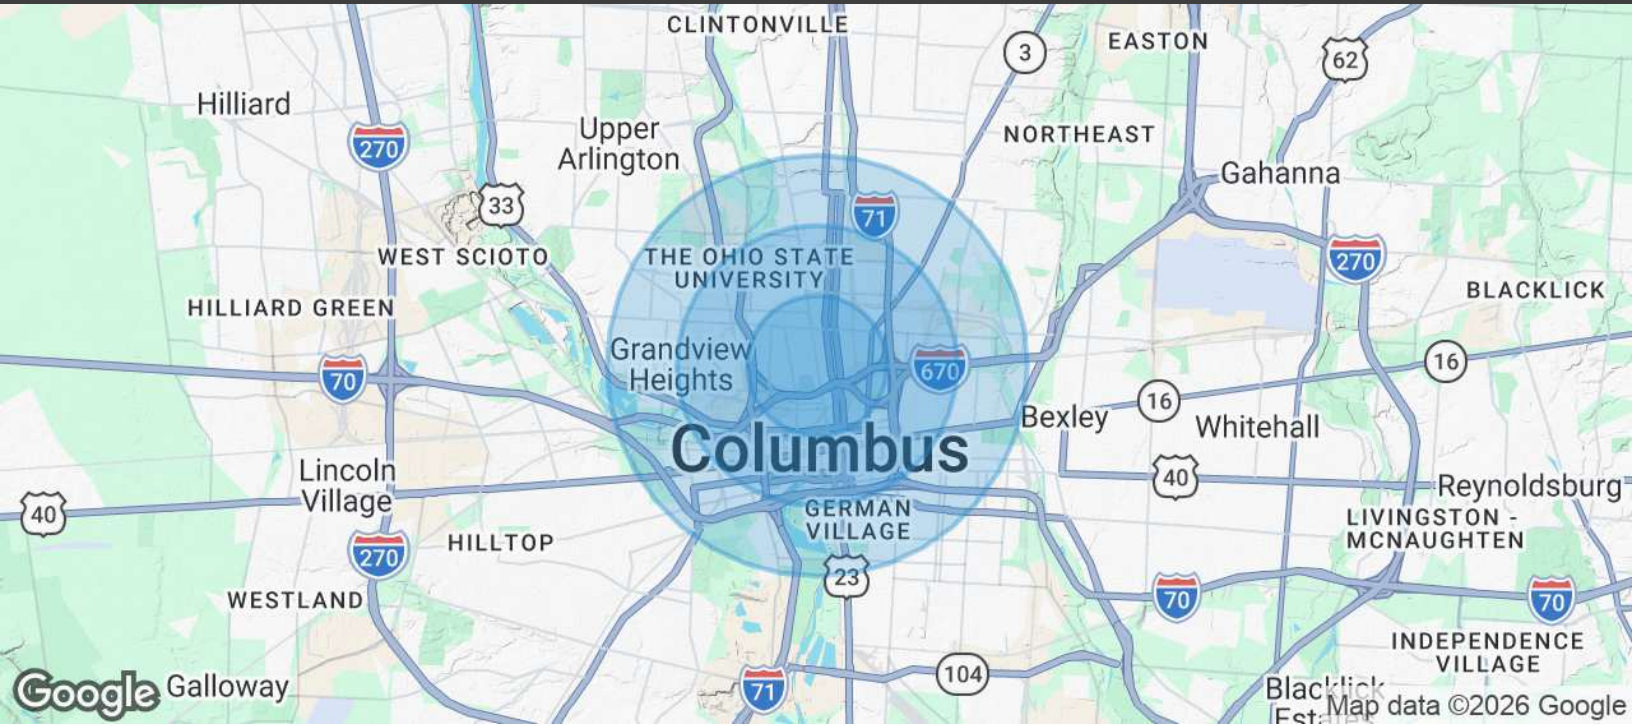 CLINTONVILLE
3
EASTON
62
Hilliard
270
Upper
Arlington
NORTHEAST
Gahanna
33
71
WEST SCIOTO
THE OHIO STATE
UNIVERSITY
270
BLACKLICK
HILLIARD GREEN
Grandview
Heights
670
16
70
16
Bexley
Whitehall
Columbus
Lincoln
Village
40
Reynoldsburg
40
GERMAN
VILLAGE
LIVINGSTON -
MCNAUGHTEN
270
HILLTOP
23
70
70
WESTLAND
INDEPENDENCE
VILLAGE
104
71
Google
Galloway
Blacklick
Estates
Map data ©2026 Google